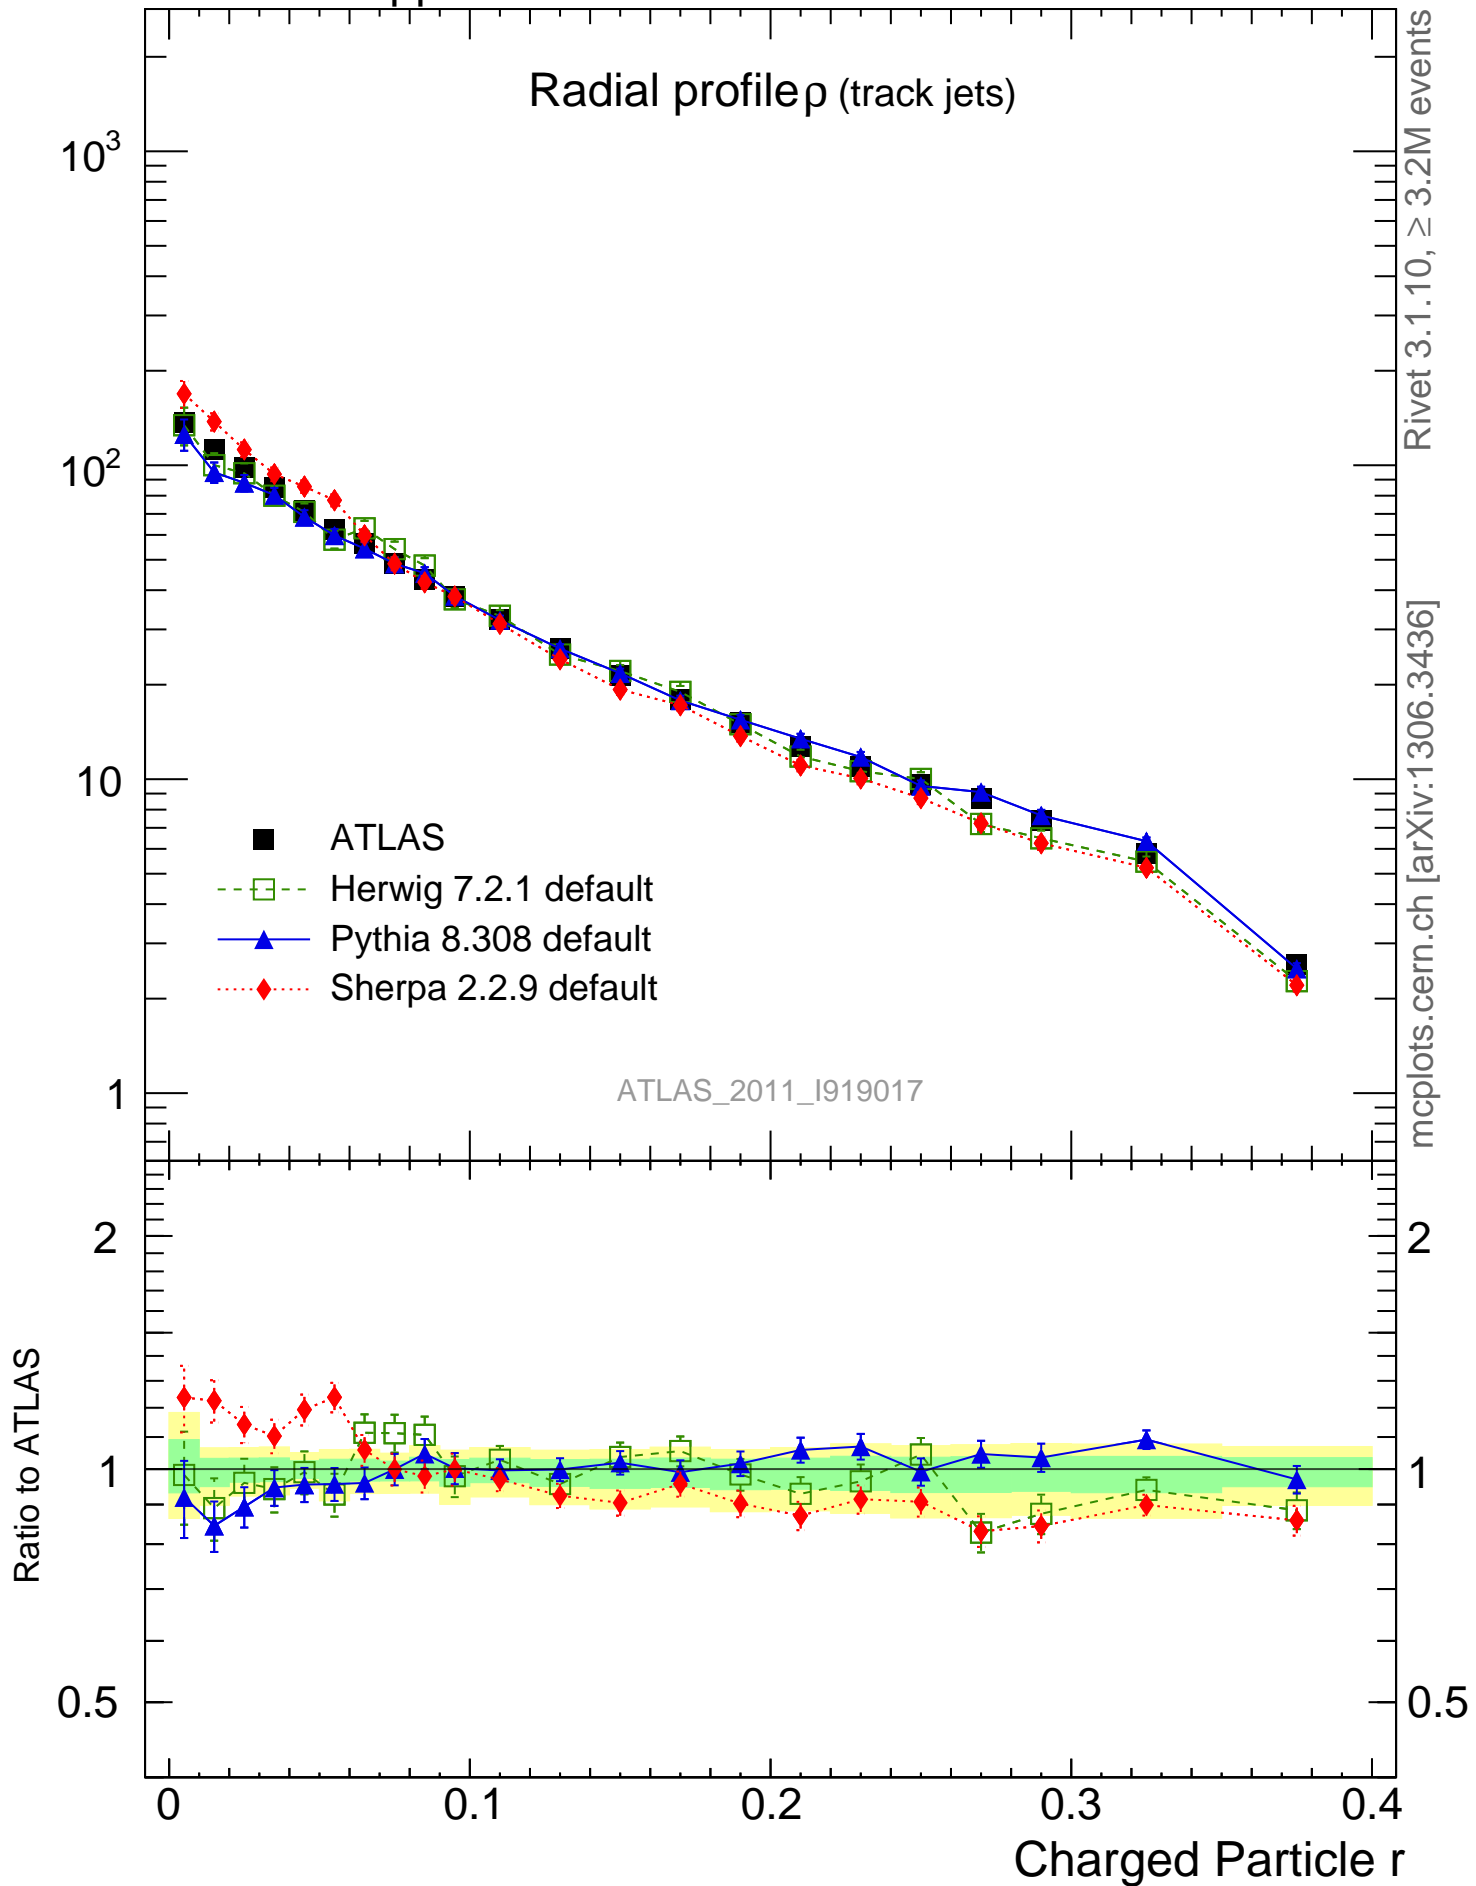 Radial profile ρ (track jets)
10³
10²
10
1
ATLAS
Herwig 7.2.1 default
Pythia 8.308 default
Sherpa 2.2.9 default
ATLAS_2011_I919017
Rivet 3.1.10, ≥ 3.2M events
mcplots.cern.ch [arXiv:1306.3436]
Ratio to ATLAS
2
1
0.5
2
1
0.5
0 0.1 0.2 0.3 0.4
Charged Particle r